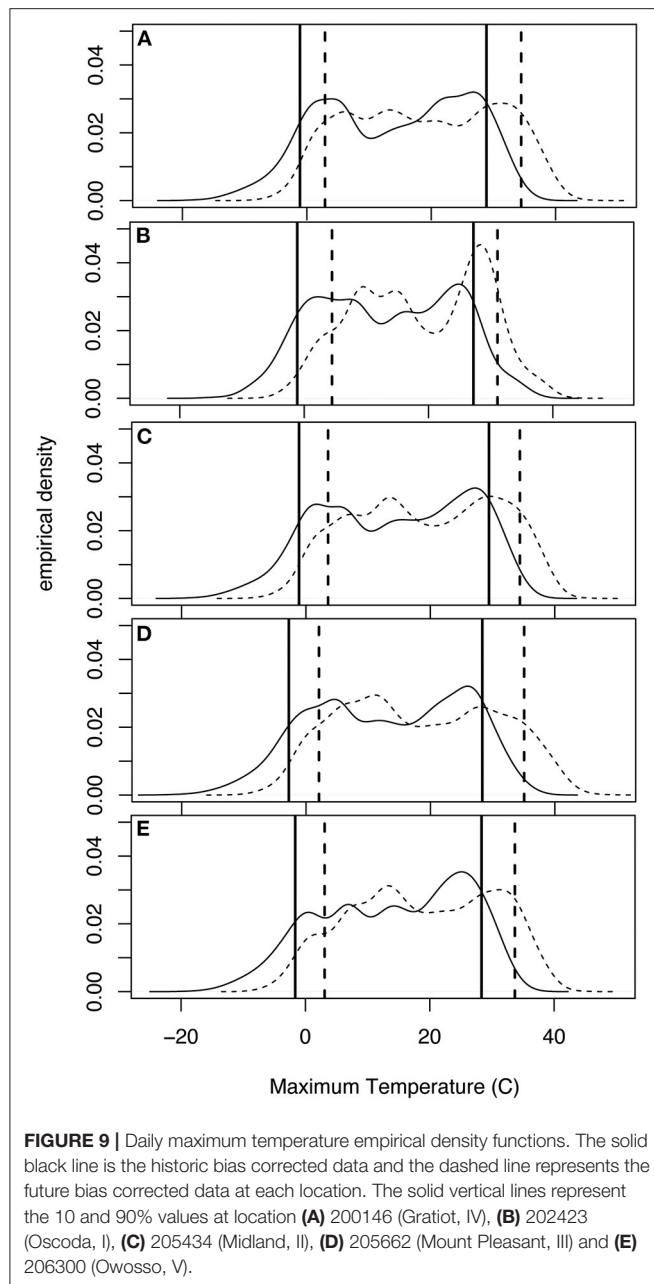 A
0.04
0.02
0.00
B
0.04
0.02
0.00
C
0.04
0.02
0.00
D
0.04
0.02
0.00
E
0.04
0.02
0.00
empirical density
−20 0 20 40
Maximum Temperature (C)
FIGURE 9 | Daily maximum temperature empirical density functions. The solid
black line is the historic bias corrected data and the dashed line represents the
future bias corrected data at each location. The solid vertical lines represent
the 10 and 90% values at location (A) 200146 (Gratiot, IV), (B) 202423
(Oscoda, I), (C) 205434 (Midland, II), (D) 205662 (Mount Pleasant, III) and (E)
206300 (Owosso, V).